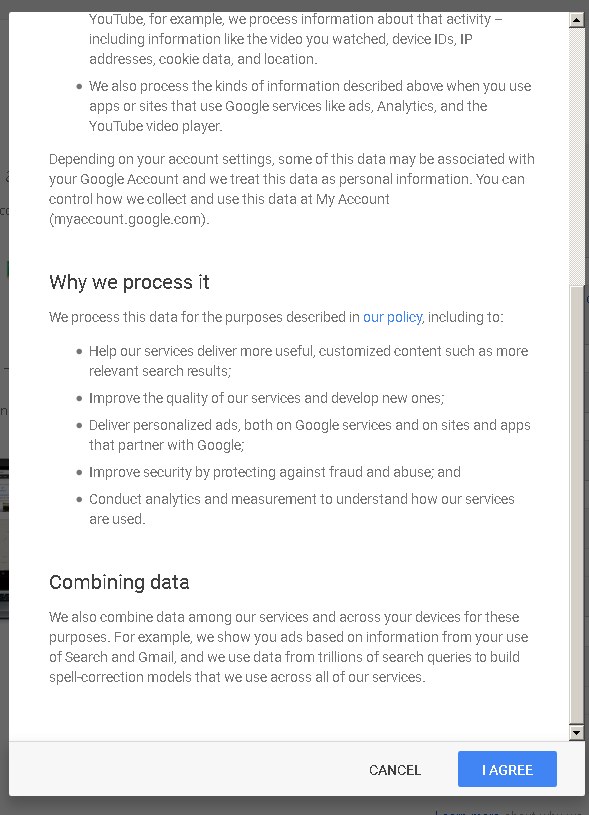 YouTube, for example, we process information about that activity –
including information like the video you watched, device IDs, IP
addresses, cookie data, and location.
We also process the kinds of information described above when you use
apps or sites that use Google services like ads, Analytics, and the
YouTube video player.
Depending on your account settings, some of this data may be associated with
your Google Account and we treat this data as personal information. You can
control how we collect and use this data at My Account
(myaccount.google.com).
Why we process it
We process this data for the purposes described in our policy, including to:
Help our services deliver more useful, customized content such as more
relevant search results;
Improve the quality of our services and develop new ones;
Deliver personalized ads, both on Google services and on sites and apps
that partner with Google;
Improve security by protecting against fraud and abuse; and
Conduct analytics and measurement to understand how our services
are used.
Combining data
We also combine data among our services and across your devices for these
purposes. For example, we show you ads based on information from your use
of Search and Gmail, and we use data from trillions of search queries to build
spell-correction models that we use across all of our services.
CANCEL I AGREE